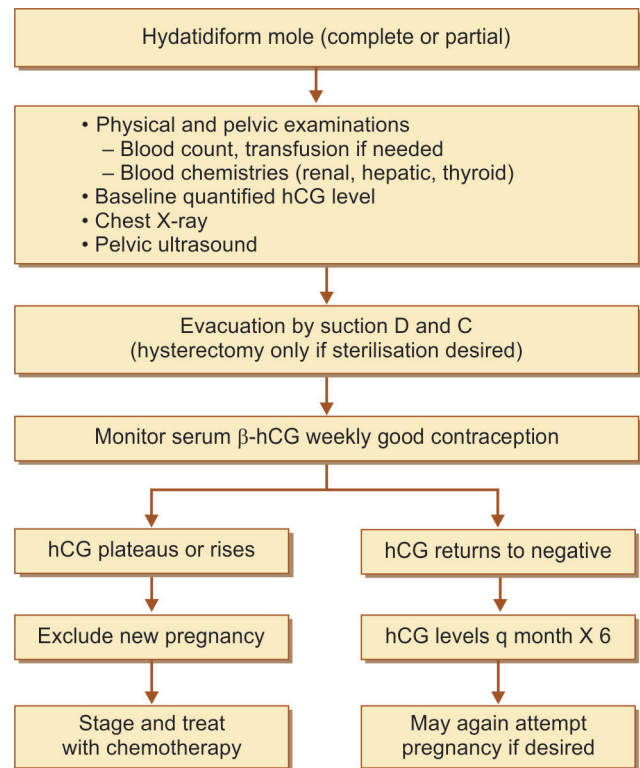 Hydatidiform mole (complete or partial)
• Physical and pelvic examinations
– Blood count, transfusion if needed
– Blood chemistries (renal, hepatic, thyroid)
• Baseline quantified hCG level
• Chest X-ray
• Pelvic ultrasound
Evacuation by suction D and C
(hysterectomy only if sterilisation desired)
Monitor serum β-hCG weekly good contraception
hCG plateaus or rises
hCG returns to negative
Exclude new pregnancy
hCG levels q month X 6
Stage and treat
with chemotherapy
May again attempt
pregnancy if desired